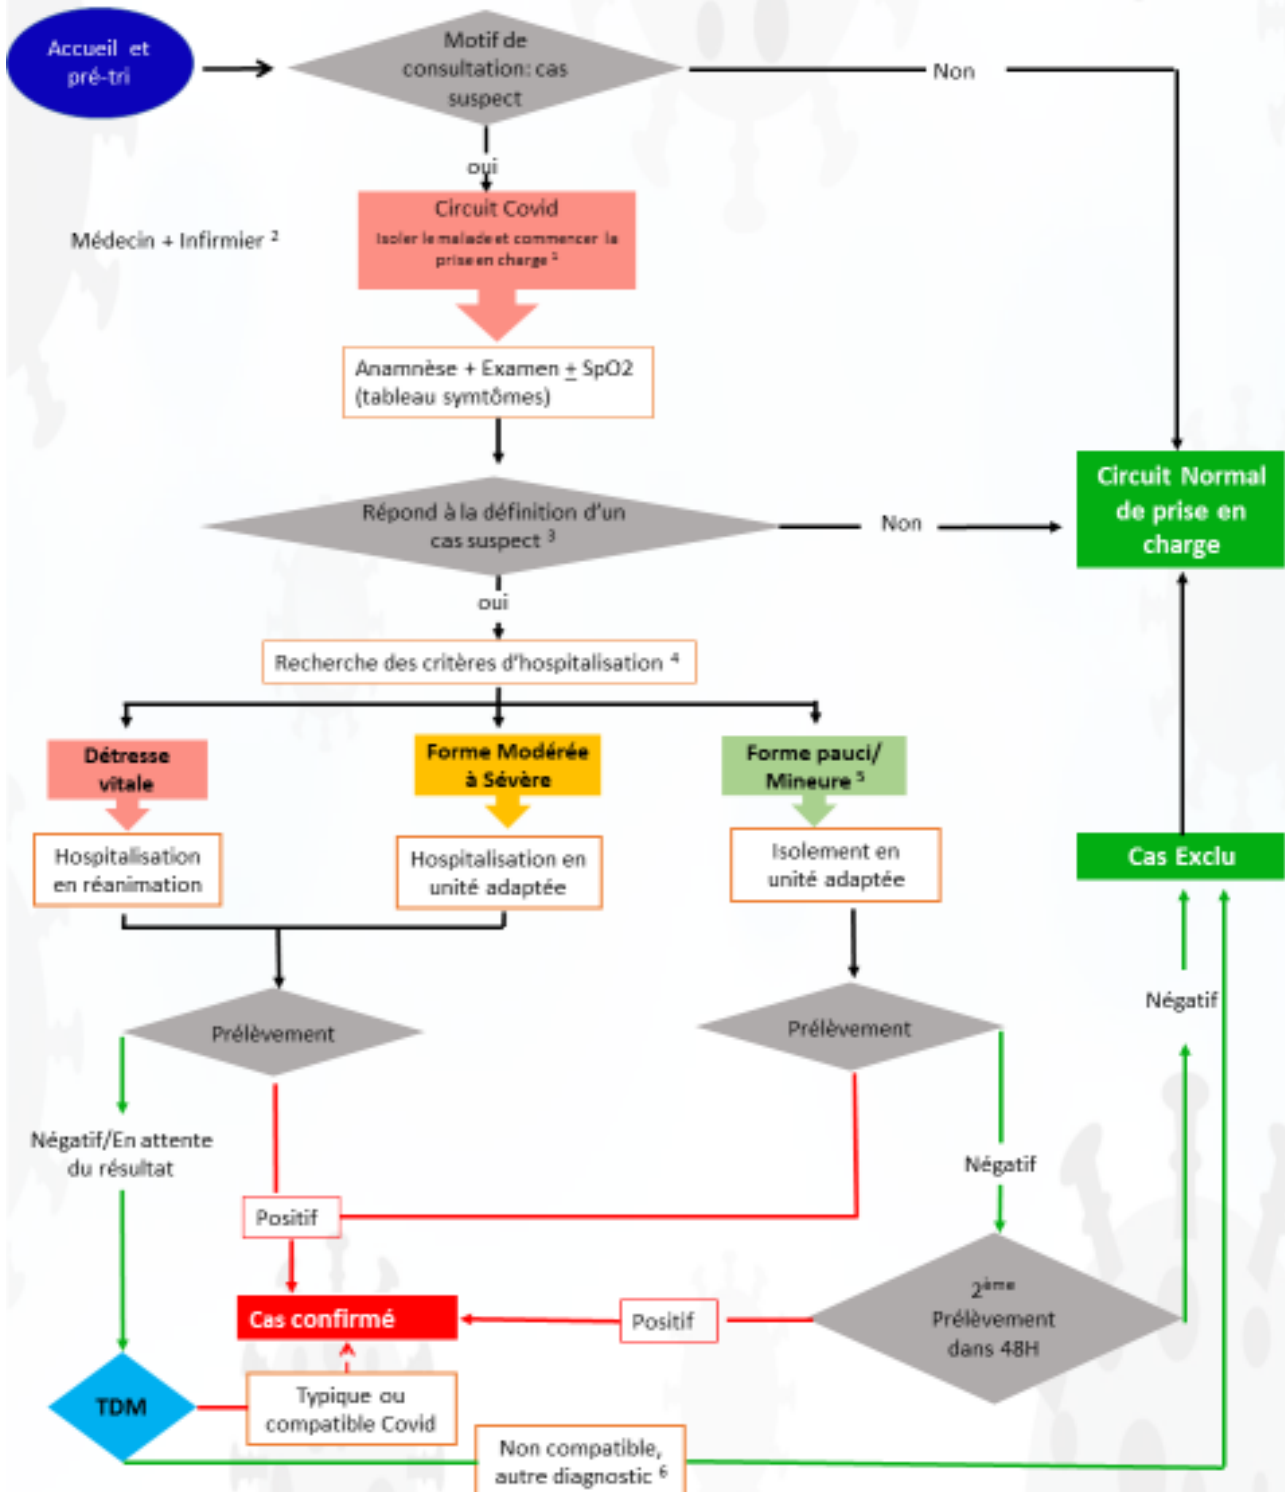 Accueil et
pré-tri
Motif de
consultation: cas
suspect
Non
oui
Circuit Covid
Isoler le malade et commencer la
prise en charge ¹
Médecin + Infirmier ²
Anamnèse + Examen ± SpO2
(tableau symtômes)
Répond à la définition d'un
cas suspect ³
Non
Circuit Normal
de prise en
charge
oui
Recherche des critères d'hospitalisation ⁴
Détresse
vitale
Forme Modérée
à Sévère
Forme pauci/
Mineure ⁵
Hospitalisation
en réanimation
Hospitalisation en
unité adaptée
Isolement en
unité adaptée
Cas Exclu
Prélèvement
Prélèvement
Négatif
Négatif/En attente
du résultat
Négatif
Positif
2ème
Prélèvement
dans 48H
Cas confirmé
Positif
TDM
Typique ou
compatible Covid
Non compatible,
autre diagnostic ⁶